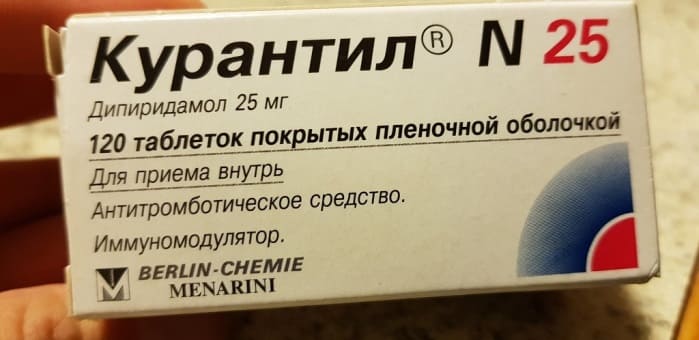 Курантил® N 25
Дипиридамол 25 мг
120 таблеток покрытых пленочной оболочкой
Для приема внутрь
Антитромботическое средство.
Иммуномодулятор.
BERLIN-CHEMIE
MENARINI